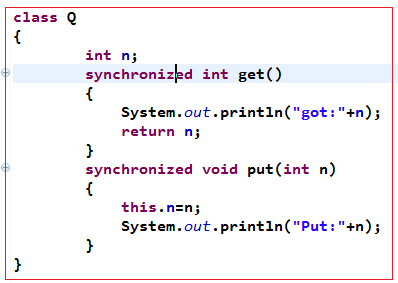 class Q
{
int n;
synchronized int get()
{
System.out.println("got:"+n);
return n;
}
synchronized void put(int n)
{
this.n=n;
System.out.println("Put:"+n);
}
}